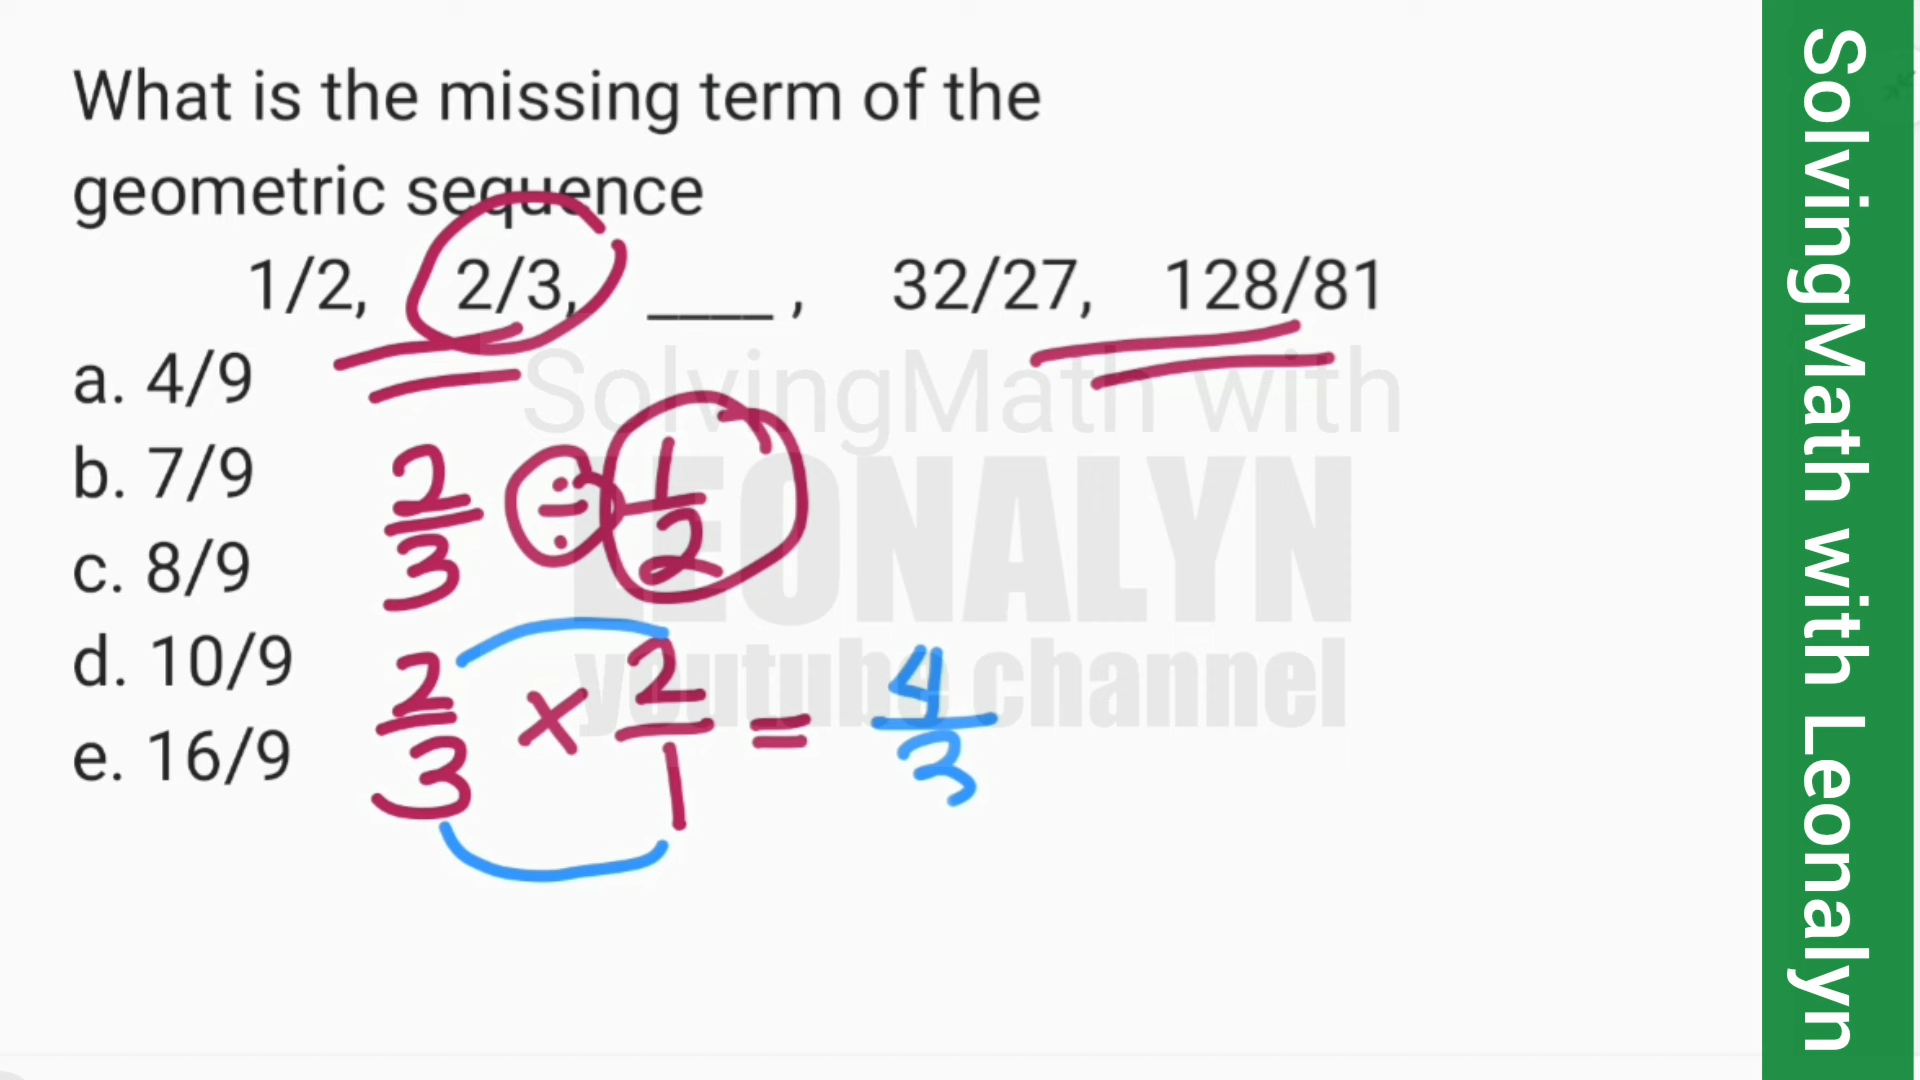 What is the missing term of the
geometric sequence
1/2, 2/3, ____ , 32/27, 128/81
a. 4/9
b. 7/9
c. 8/9
d. 10/9
e. 16/9
2/3 ÷ 1/2
2/3 × 2/1 = 4/3
SolvingMath with
LEONALYN
youtube channel
SolvingMath with Leonalyn